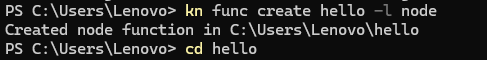 PS C:\Users\Lenovo> kn func create hello -l node
Created node function in C:\Users\Lenovo\hello
PS C:\Users\Lenovo> cd hello